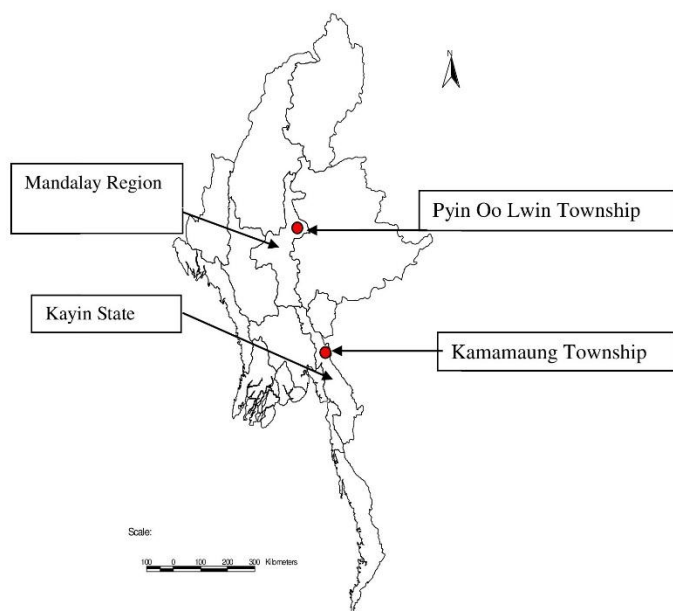 N
Mandalay Region
Pyin Oo Lwin Township
Kayin State
Kamamaung Township
Scale:
100 0 100 200 300 Kilometers